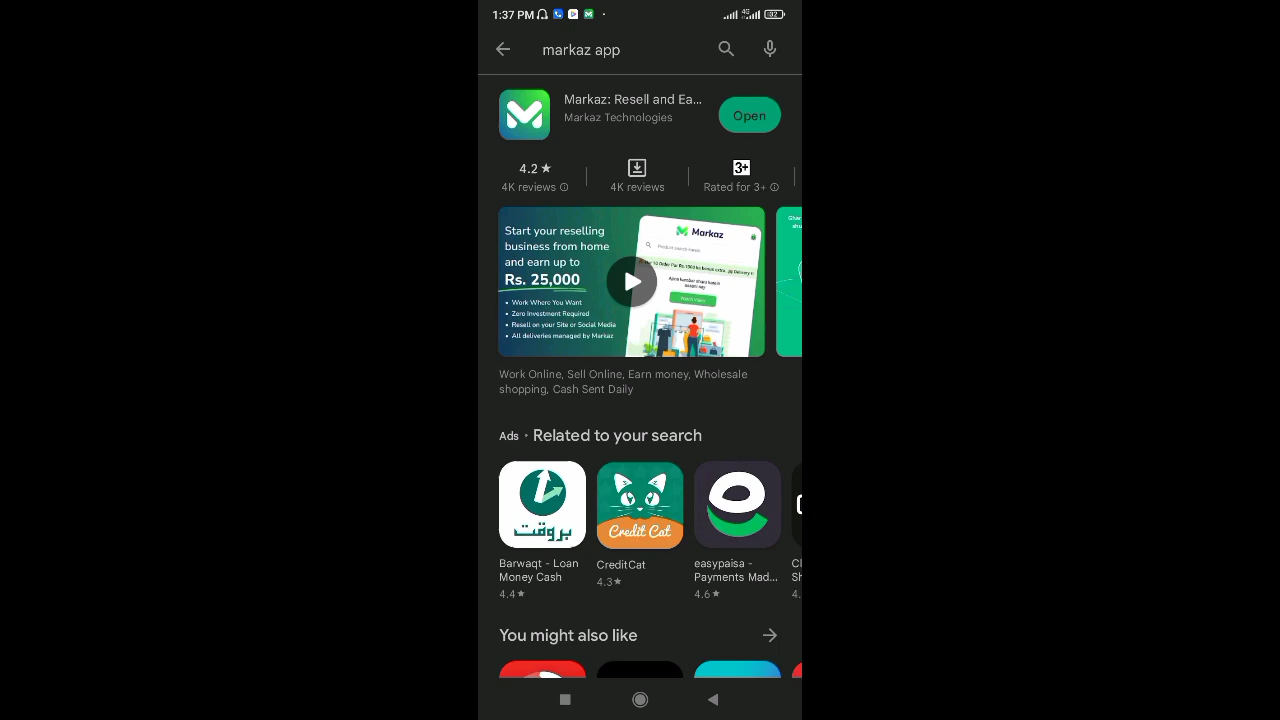 1:37 PM
4G
92
markaz app
Markaz: Resell and Ea...
Markaz Technologies
Open
4.2 ★
4K reviews
4K reviews
3+
Rated for 3+
Start your reselling
business from home
and earn up to
Rs. 25,000
• Work Where You Want
• Zero Investment Required
• Resell on your Site or Social Media
• All deliveries managed by Markaz
Markaz
Watch Video
Work Online, Sell Online, Earn money, Wholesale
shopping, Cash Sent Daily
Ads • Related to your search
بروقت
Credit Cat
Barwaqt - Loan
Money Cash
4.4★
CreditCat
4.3★
easypaisa -
Payments Mad...
4.6★
You might also like